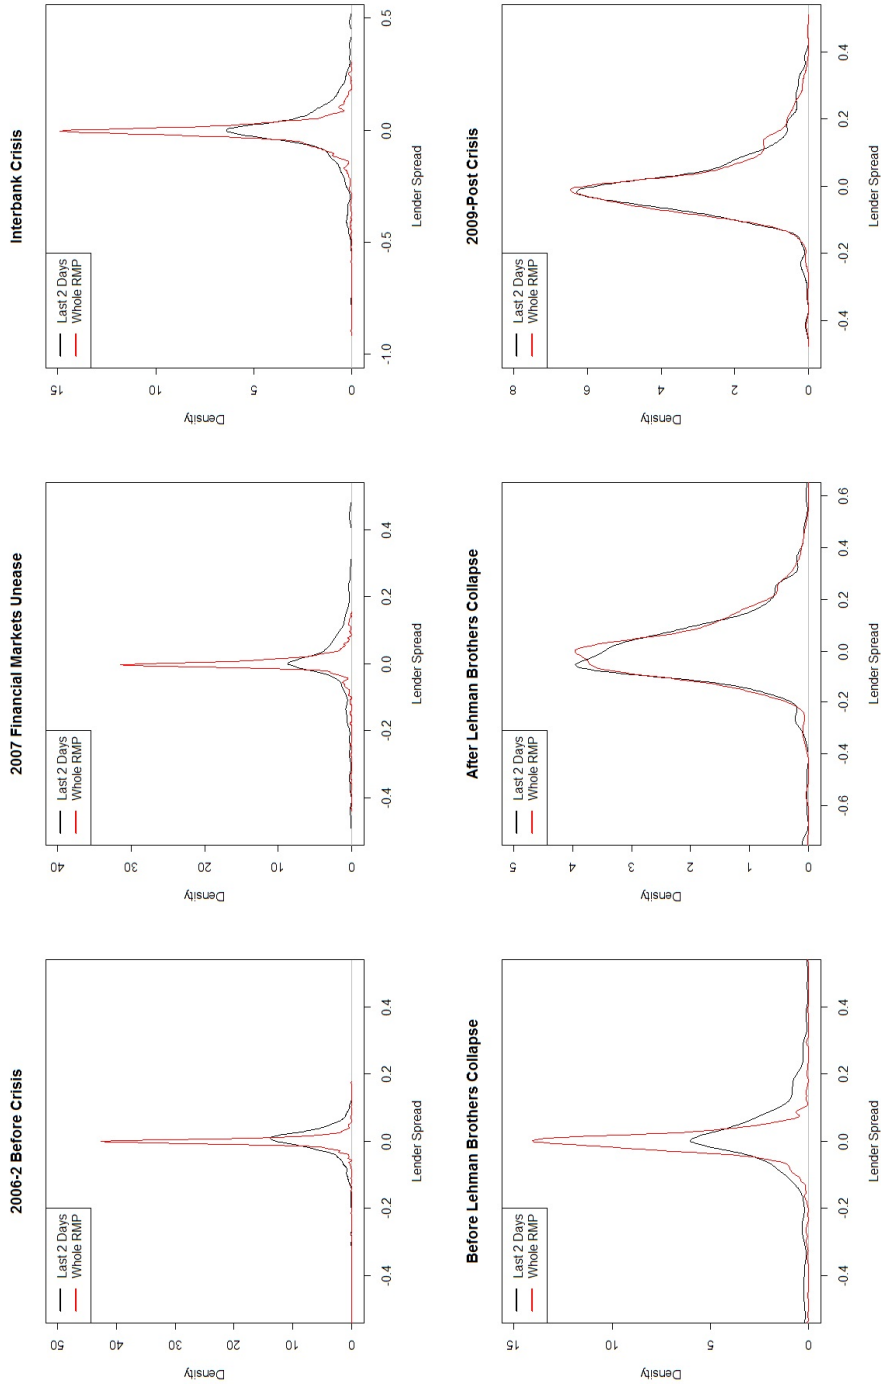 2006-2 Before Crisis
Last 2 Days
Whole RMP
Density
0
10
20
30
40
50
-0.4
-0.2
0.0
0.2
0.4
Lender Spread
2007 Financial Markets Unease
Last 2 Days
Whole RMP
Density
0
10
20
30
40
-0.4
-0.2
0.0
0.2
0.4
Lender Spread
Interbank Crisis
Last 2 Days
Whole RMP
Density
0
5
10
15
-1.0
-0.5
0.0
0.5
Lender Spread
Before Lehman Brothers Collapse
Last 2 Days
Whole RMP
Density
0
5
10
15
-0.4
-0.2
0.0
0.2
0.4
Lender Spread
After Lehman Brothers Collapse
Last 2 Days
Whole RMP
Density
0
1
2
3
4
5
-0.6
-0.4
-0.2
0.0
0.2
0.4
0.6
Lender Spread
2009-Post Crisis
Last 2 Days
Whole RMP
Density
0
2
4
6
8
-0.4
-0.2
0.0
0.2
0.4
Lender Spread